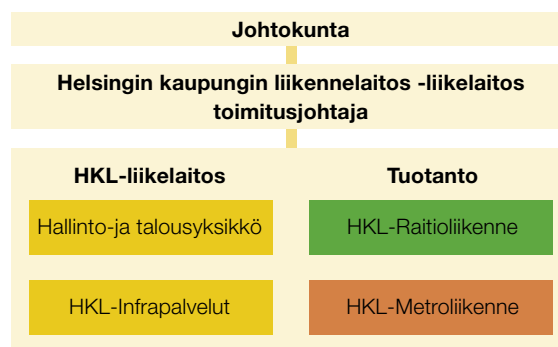 Johtokunta
Helsingin kaupungin liikennelaitos -liikelaitos
toimitusjohtaja
HKL-liikelaitos
Hallinto-ja talousyksikkö
HKL-Infrapalvelut
Tuotanto
HKL-Raitioliikenne
HKL-Metroliikenne